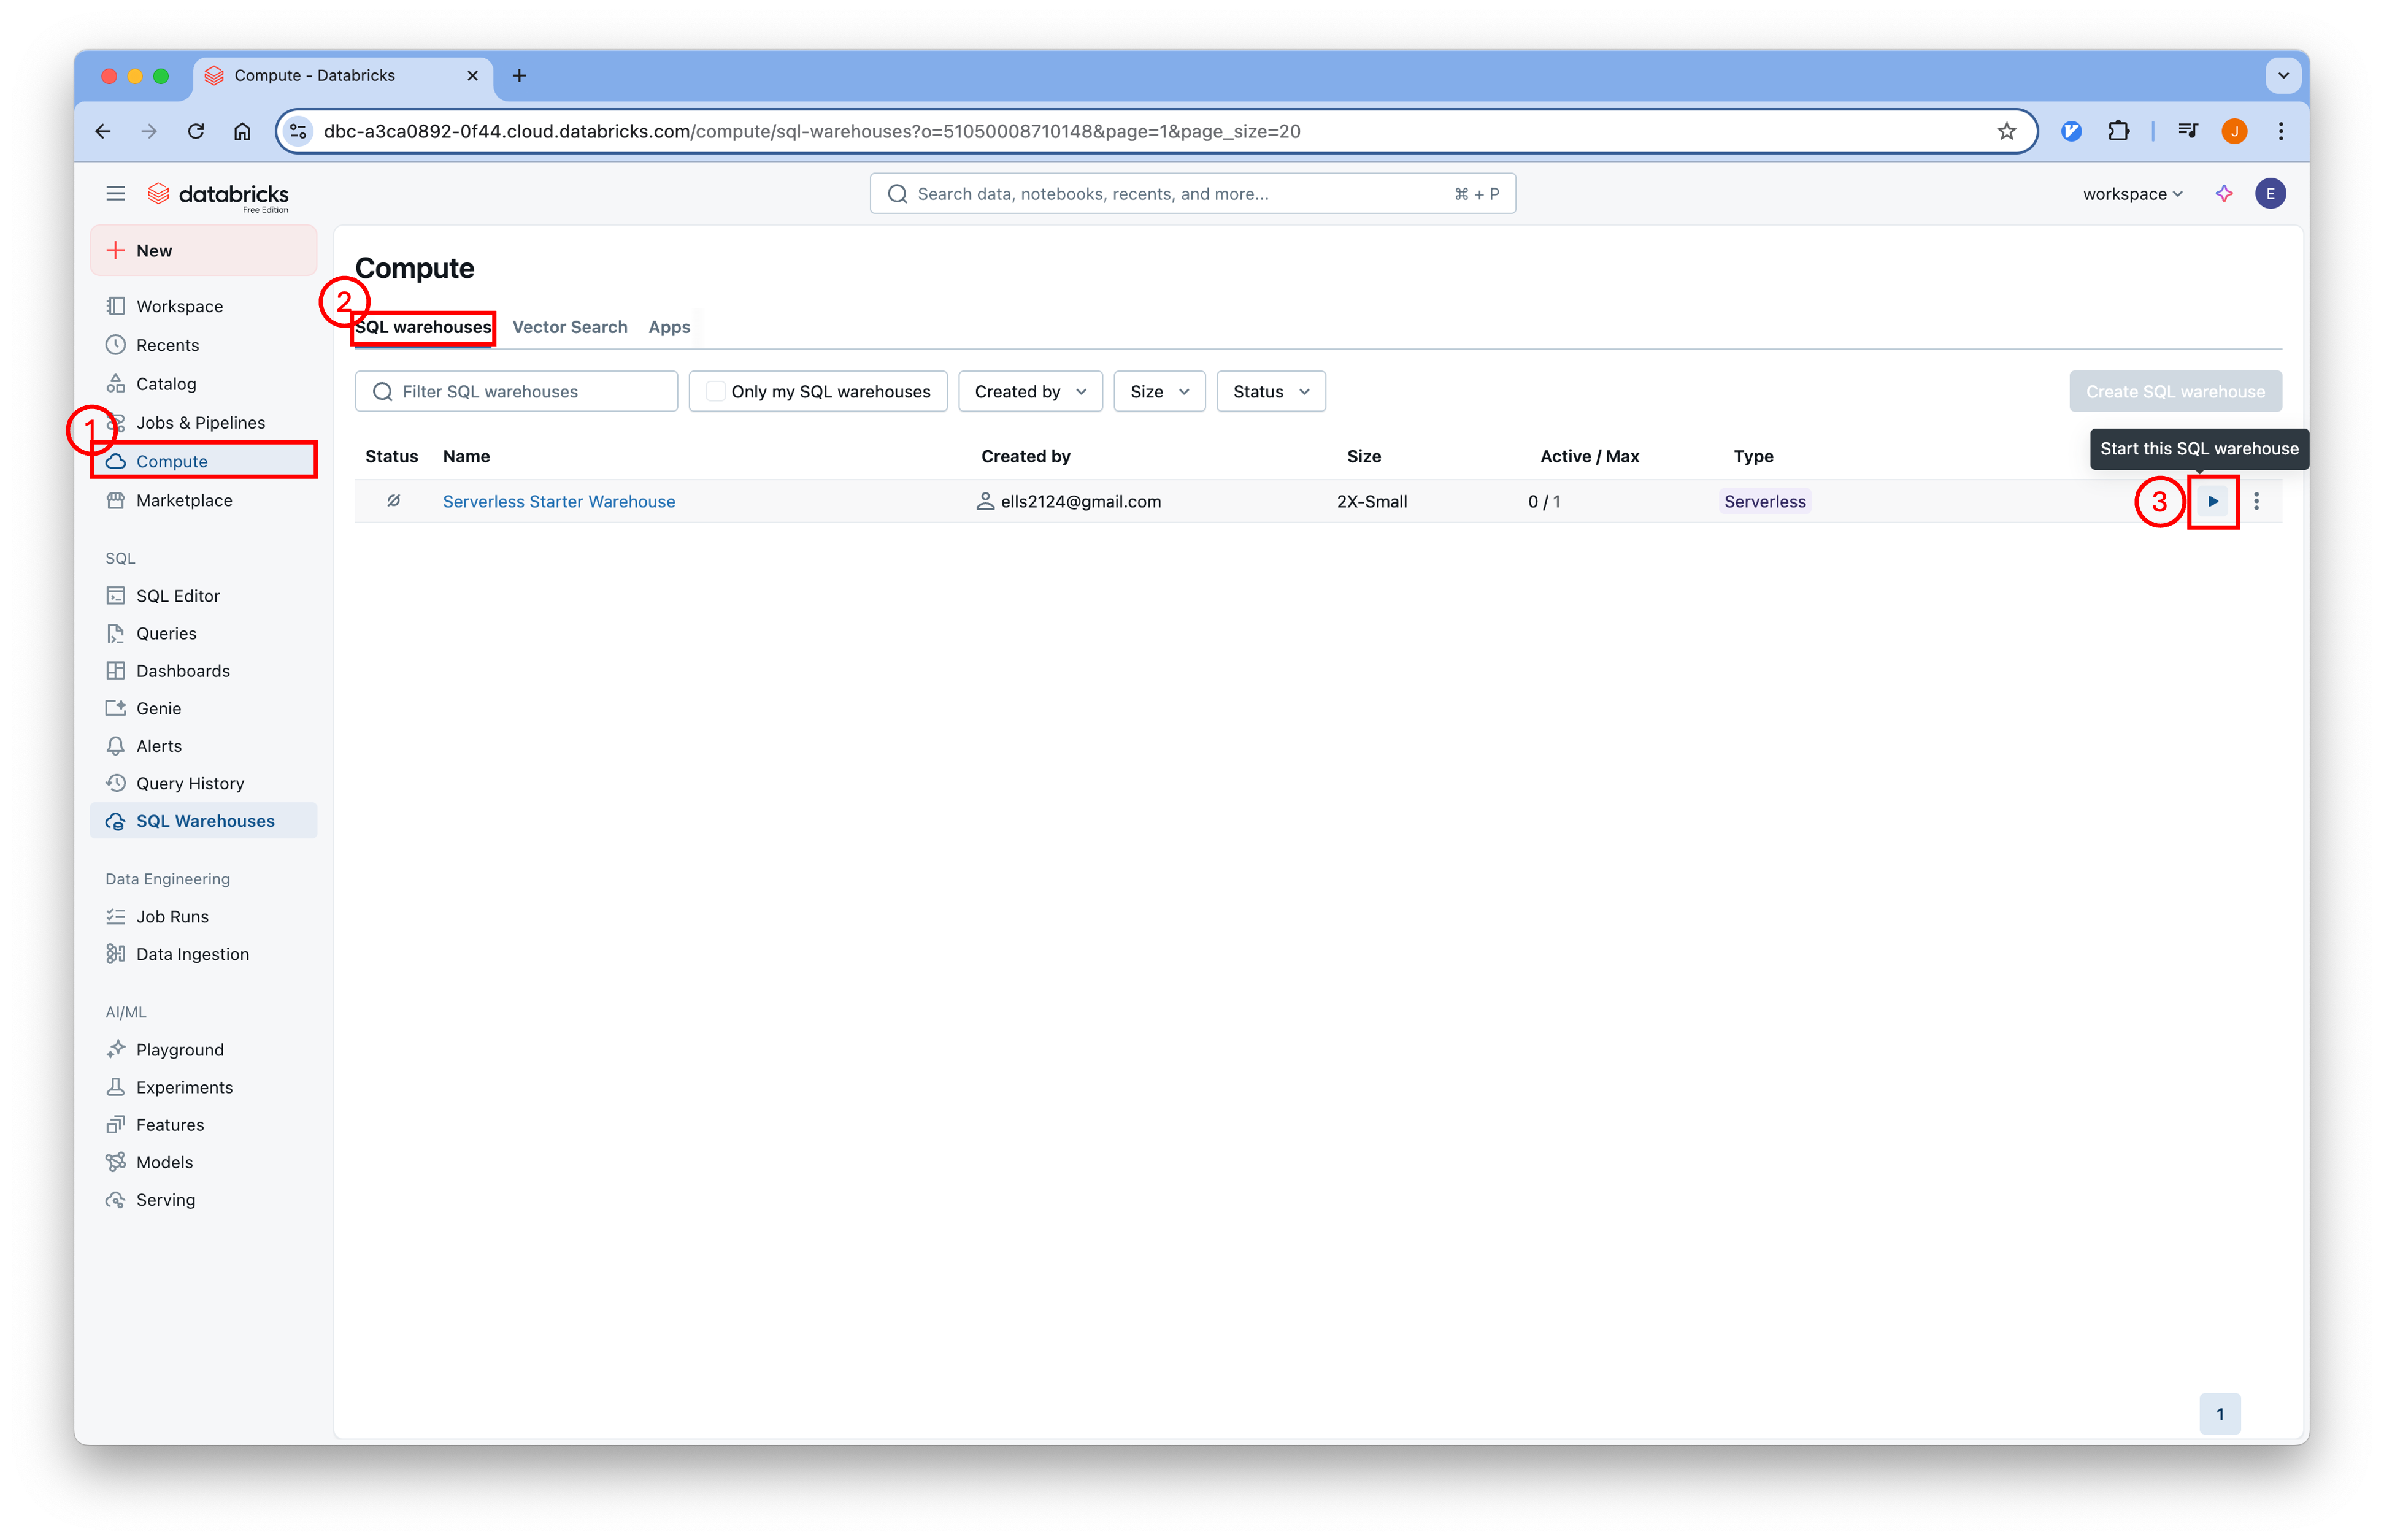 Compute - Databricks
dbc-a3ca0892-0f44.cloud.databricks.com/compute/sql-warehouses?o=51050008710148&page=1&page_size=20
J
databricks
Free Edition
Search data, notebooks, recents, and more...
⌘ + P
workspace
E
New
Workspace
Recents
Catalog
Jobs & Pipelines
1
Compute
Marketplace
SQL
SQL Editor
Queries
Dashboards
Genie
Alerts
Query History
SQL Warehouses
Data Engineering
Job Runs
Data Ingestion
AI/ML
Playground
Experiments
Features
Models
Serving
Compute
2
SQL warehouses Vector Search Apps
Filter SQL warehouses Only my SQL warehouses Created by Size Status Create SQL warehouse
Start this SQL warehouse
Status Name Created by Size Active / Max Type
Serverless Starter Warehouse ells2124@gmail.com 2X-Small 0 / 1 Serverless 3
1